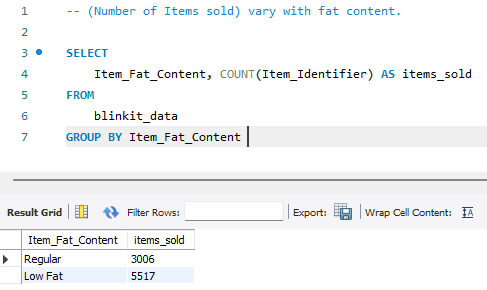 1 -- (Number of Items sold) vary with fat content.
2
3 SELECT
4 Item_Fat_Content, COUNT(Item_Identifier) AS items_sold
5 FROM
6 blinkit_data
7 GROUP BY Item_Fat_Content
Result Grid Filter Rows: Export: Wrap Cell Content: IA
Item_Fat_Content items_sold
Regular 3006
Low Fat 5517